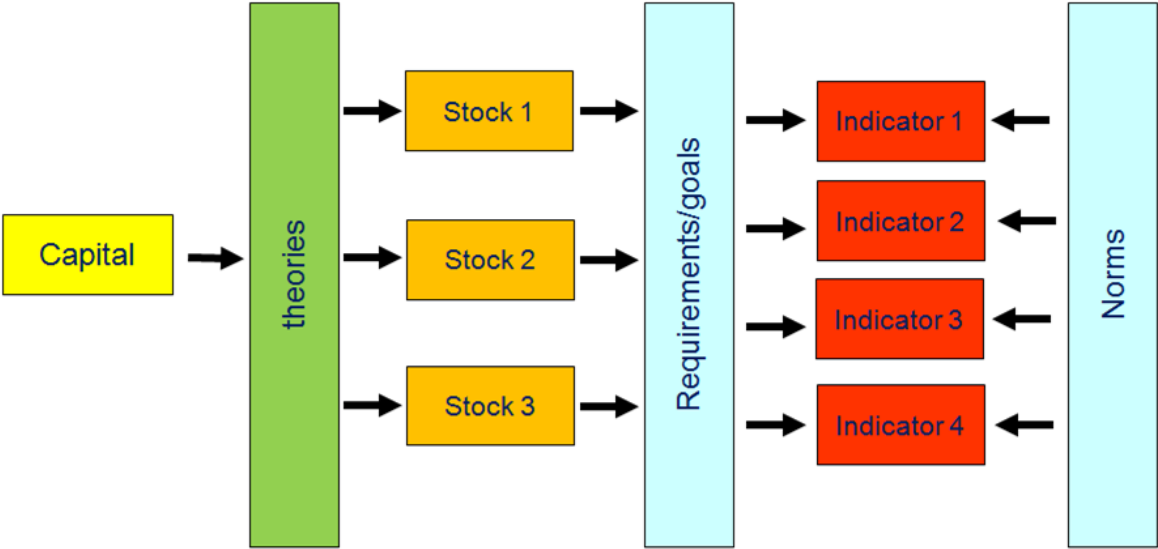 Capital
theories
Stock 1
Stock 2
Stock 3
Requirements/goals
Indicator 1
Indicator 2
Indicator 3
Indicator 4
Norms